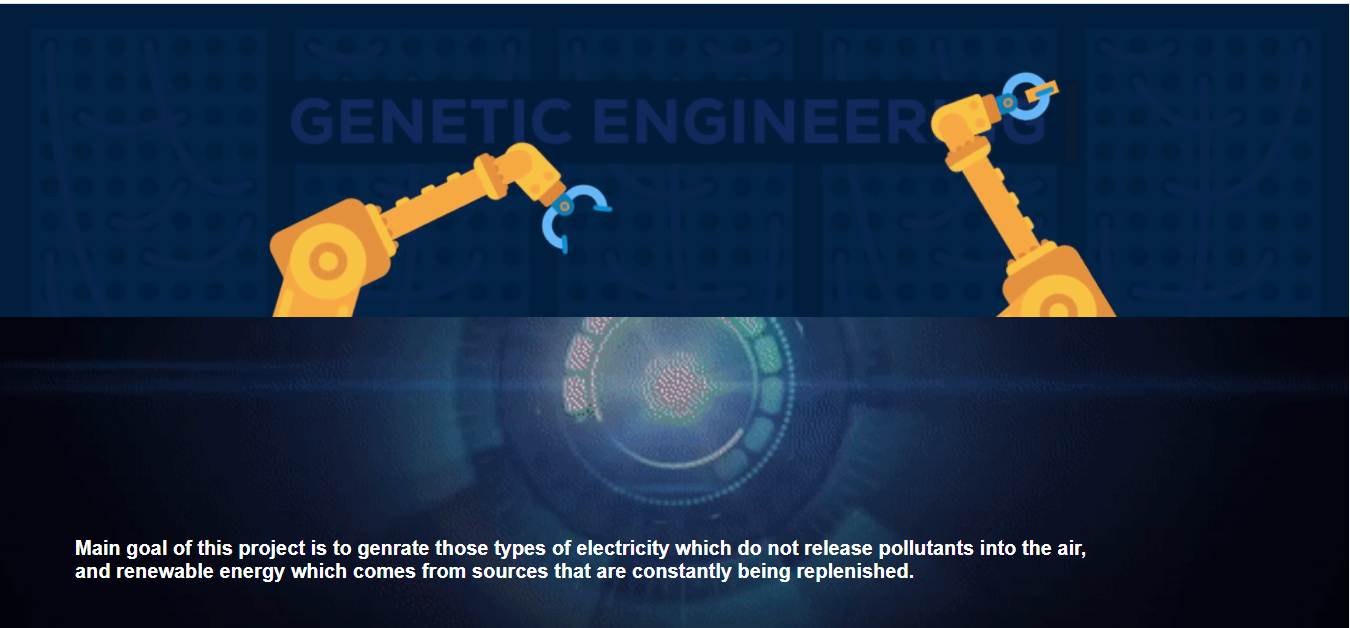 GENETIC ENGINEERING
Main goal of this project is to genrate those types of electricity which do not release pollutants into the air,
and renewable energy which comes from sources that are constantly being replenished.